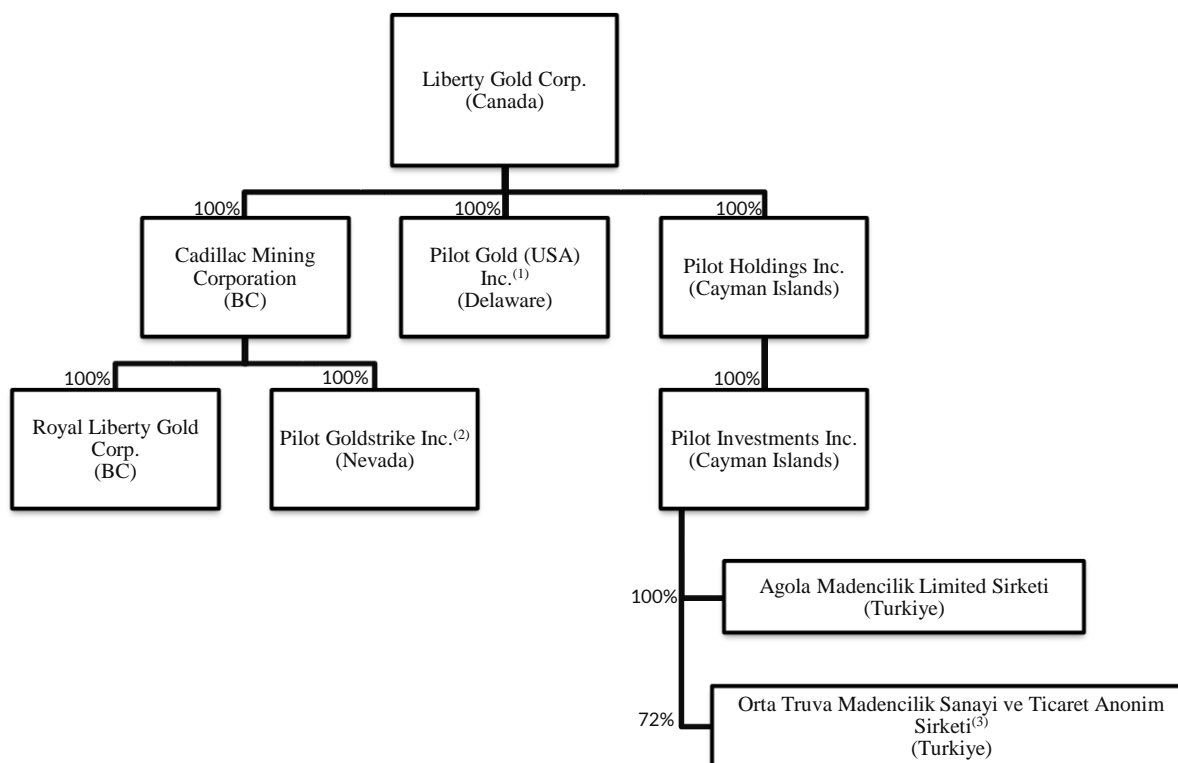 Liberty Gold Corp.
(Canada)
100%
100%
100%
Cadillac Mining
Corporation
(BC)
Pilot Gold (USA)
Inc.(1)
(Delaware)
Pilot Holdings Inc.
(Cayman Islands)
100%
100%
100%
Royal Liberty Gold
Corp.
(BC)
Pilot Goldstrike Inc.(2)
(Nevada)
Pilot Investments Inc.
(Cayman Islands)
100%
Agola Madencilik Limited Sirketi
(Turkiye)
72%
Orta Truva Madencilik Sanayi ve Ticaret Anonim
Sirketi(3)
(Turkiye)